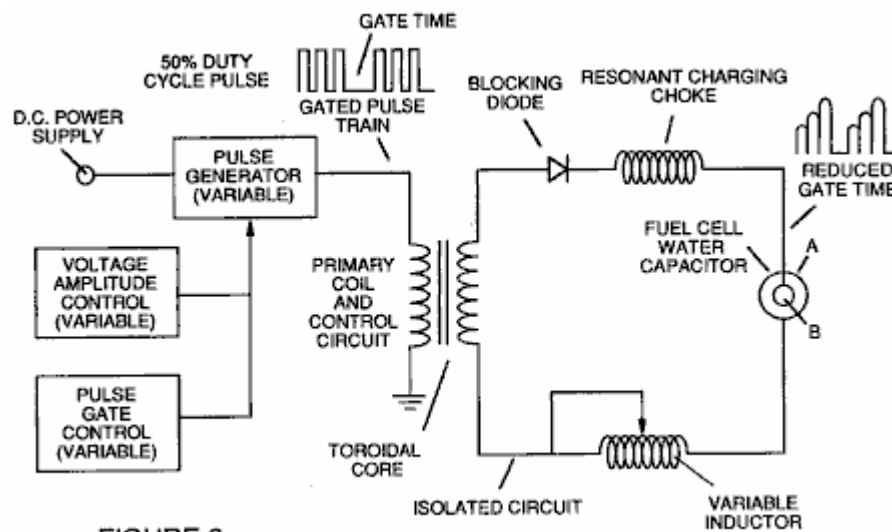 GATE TIME
50% DUTY
CYCLE PULSE
GATED PULSE
TRAIN
D.C. POWER
SUPPLY
PULSE
GENERATOR
(VARIABLE)
VOLTAGE
AMPLITUDE
CONTROL
(VARIABLE)
PULSE
GATE
CONTROL
(VARIABLE)
PRIMARY
COIL
AND
CONTROL
CIRCUIT
TOROIDAL
CORE
BLOCKING
DIODE
RESONANT CHARGING
CHOKE
REDUCED
GATE TIME
FUEL CELL
WATER
CAPACITOR
A
B
ISOLATED CIRCUIT
VARIABLE
INDUCTOR